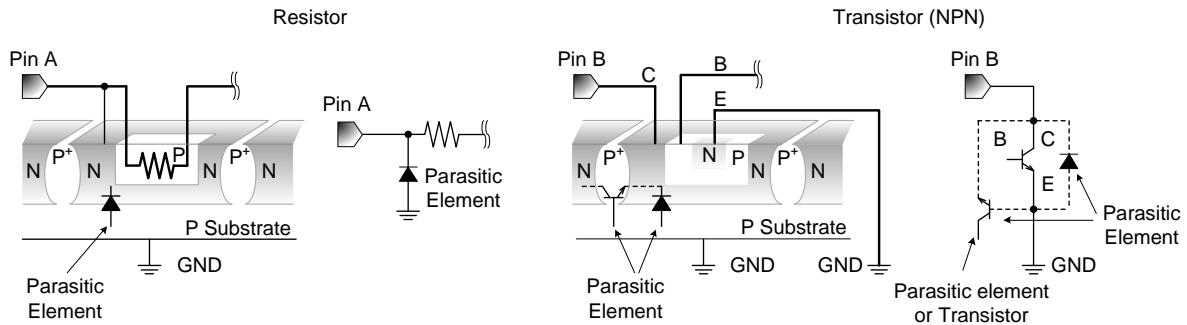 Resistor
Transistor (NPN)
Pin A
N
P+
N
P
N
P+
N
Parasitic
Element
P Substrate
GND
Pin A
Parasitic
Element
Pin B
C
B
E
N
P+
N
N
P
N
P+
N
P Substrate
Parasitic
Element
GND
GND
Pin B
B
C
E
Parasitic
Element
Parasitic element
or Transistor